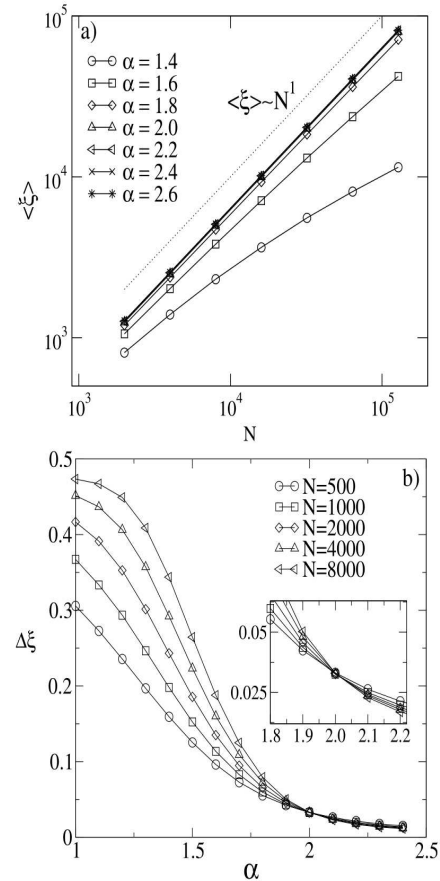 a)
10^5
α = 1.4
α = 1.6
α = 1.8
α = 2.0
α = 2.2
α = 2.4
α = 2.6
<ξ>~N^1
10^4
<ξ>
10^3
10^3
10^4
10^5
N
b)
0.5
N=500
N=1000
N=2000
N=4000
N=8000
0.4
0.3
Δξ
0.2
0.1
0
0.05
0.025
1.8
1.9
2.0
2.1
2.2
1
1.5
2
2.5
α